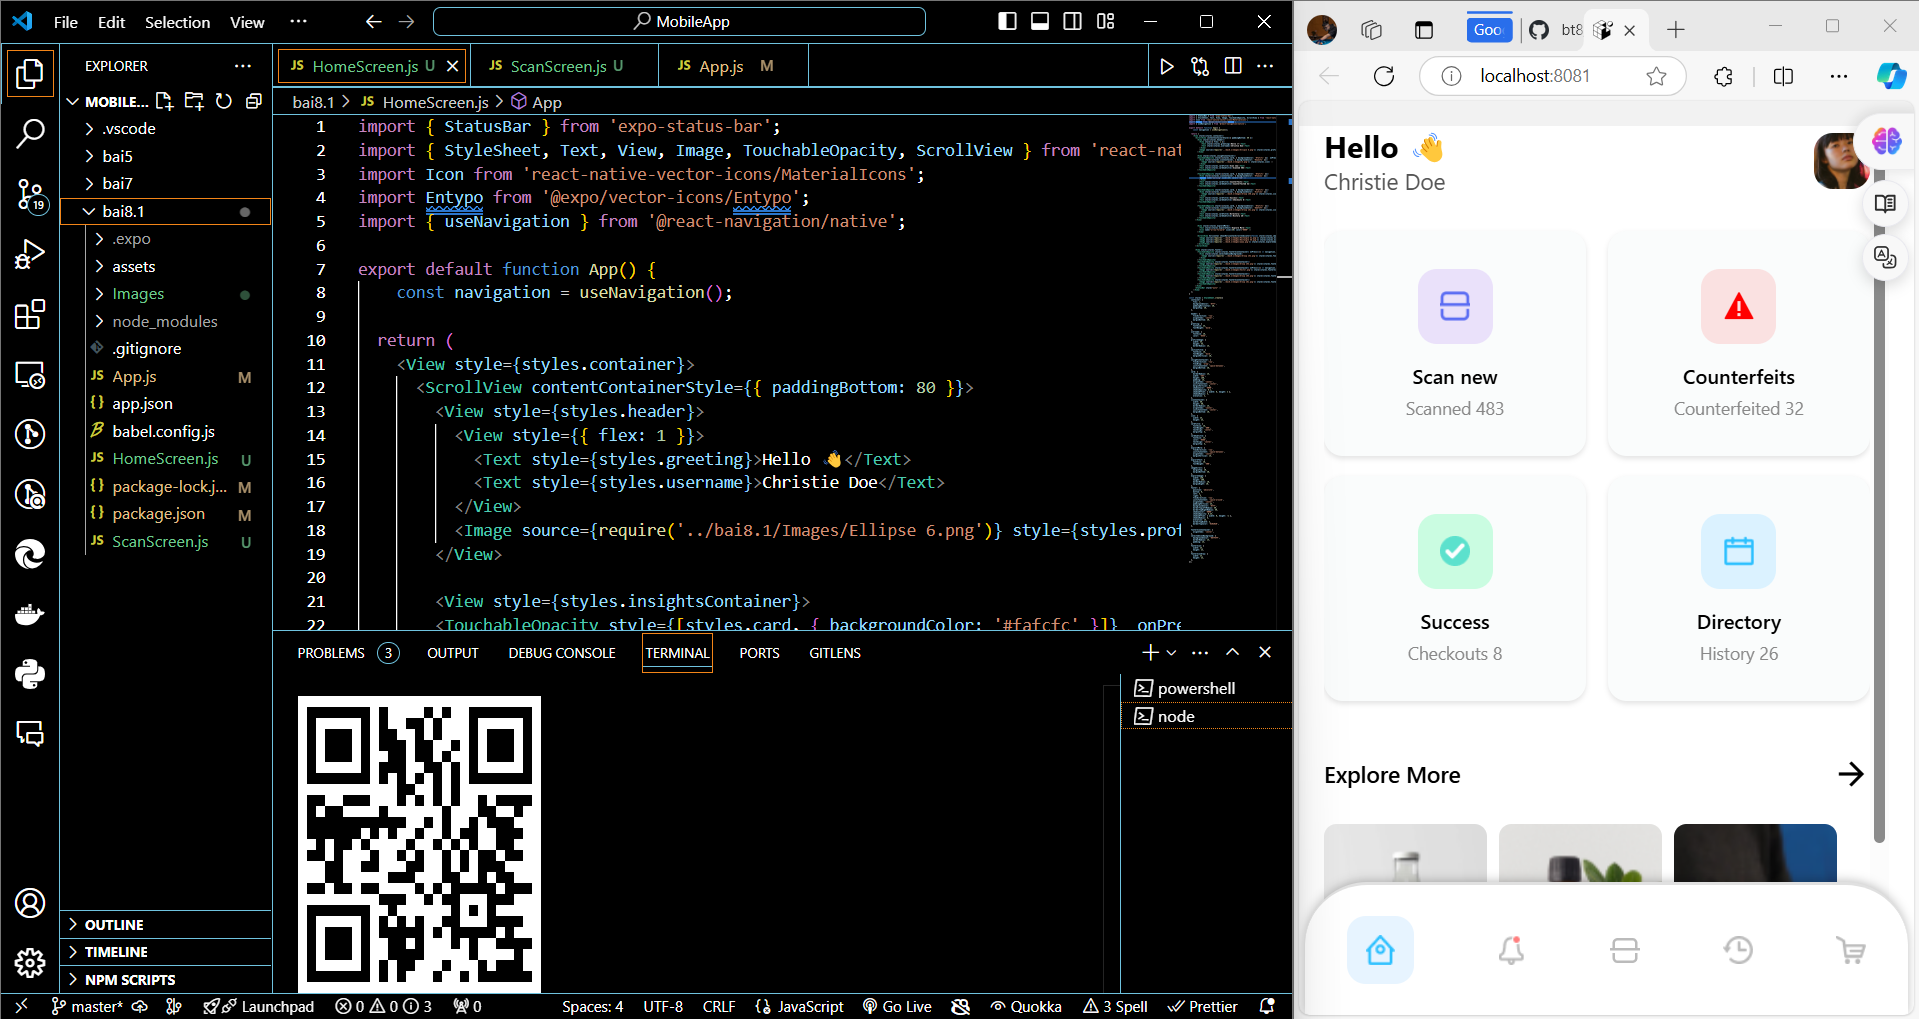 File Edit Selection View ···
MobileApp
EXPLORER ···
MOBILE...
.vscode
bai5
bai7
bai8.1
.expo
assets
Images
node_modules
.gitignore
JS App.js M
{} app.json
babel.config.js
JS HomeScreen.js U
{} package-lock.j... M
{} package.json M
JS ScanScreen.js U
OUTLINE
TIMELINE
NPM SCRIPTS
19
JS HomeScreen.js U
JS ScanScreen.js U
JS App.js M
bai8.1 > JS HomeScreen.js > App
1 import { StatusBar } from 'expo-status-bar';
2 import { StyleSheet, Text, View, Image, TouchableOpacity, ScrollView } from 'react-nat
3 import Icon from 'react-native-vector-icons/MaterialIcons';
4 import Entypo from '@expo/vector-icons/Entypo';
5 import { useNavigation } from '@react-navigation/native';
6
7 export default function App() {
8 const navigation = useNavigation();
9
10 return (
11 <View style={styles.container}>
12 <ScrollView contentContainerStyle={{ paddingBottom: 80 }}>
13 <View style={styles.header}>
14 <View style={{ flex: 1 }}>
15 <Text style={styles.greeting}>Hello 👋</Text>
16 <Text style={styles.username}>Christie Doe</Text>
17 </View>
18 <Image source={require('../bai8.1/Images/Ellipse 6.png')} style={styles.prof
19 </View>
20
21 <View style={styles.insightsContainer}>
22 <TouchableOpacity style={[styles.card, { backgroundColor: '#fafcfc' }]} onPre
PROBLEMS 3 OUTPUT DEBUG CONSOLE TERMINAL PORTS GITLENS
powershell
node
master* Launchpad 0 0 3 0 Spaces: 4 UTF-8 CRLF {} JavaScript Go Live Quokka 3 Spell Prettier
Goo
bt8
localhost:8081
Hello 👋
Christie Doe
Scan new
Scanned 483
Counterfeits
Counterfeited 32
Success
Checkouts 8
Directory
History 26
Explore More